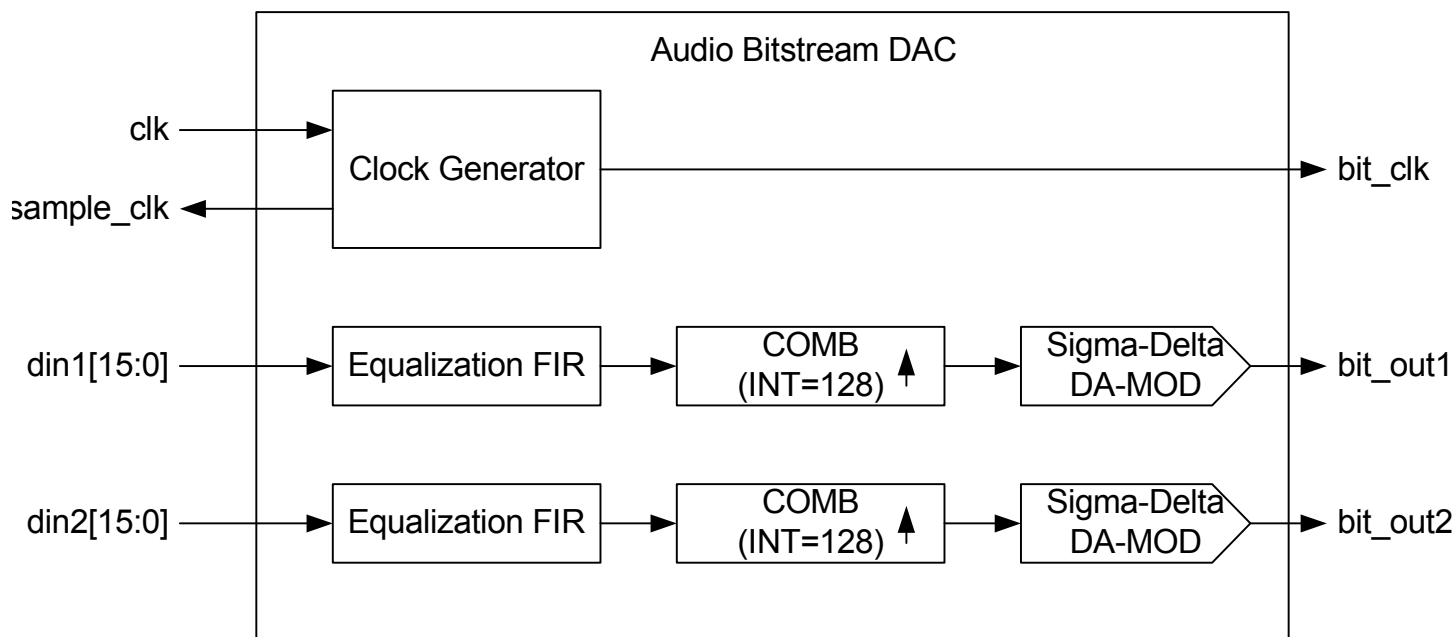 Audio Bitstream DAC
clk
Clock Generator
bit_clk
sample_clk
din1[15:0]
Equalization FIR
COMB
(INT=128)
Sigma-Delta
DA-MOD
bit_out1
din2[15:0]
Equalization FIR
COMB
(INT=128)
Sigma-Delta
DA-MOD
bit_out2